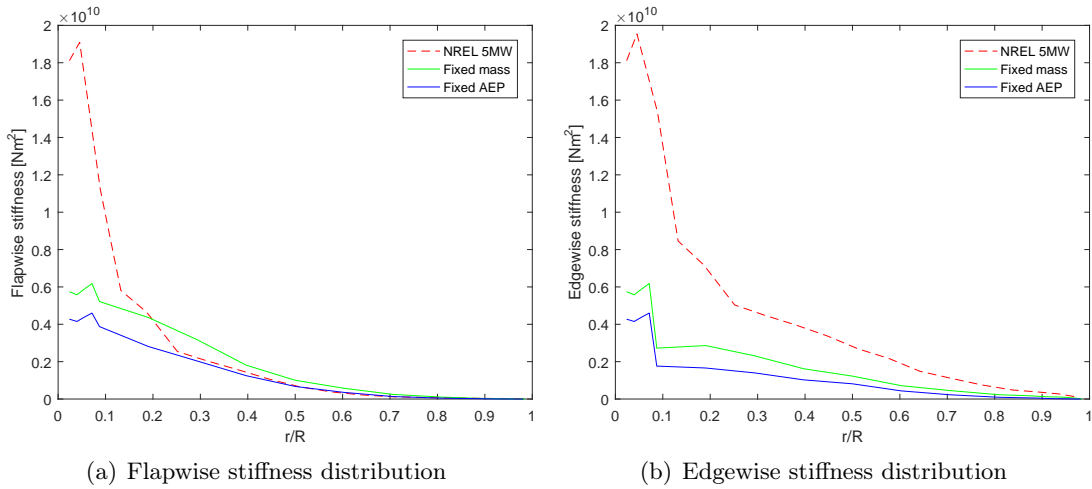 ×10^10
2
1.8
1.6
1.4
1.2
1
0.8
0.6
0.4
0.2
0
Flapwise stiffness [Nm²]
0 0.1 0.2 0.3 0.4 0.5 0.6 0.7 0.8 0.9 1
r/R
NREL 5MW
Fixed mass
Fixed AEP
(a) Flapwise stiffness distribution
×10^10
2
1.8
1.6
1.4
1.2
1
0.8
0.6
0.4
0.2
0
Edgewise stiffness [Nm²]
0 0.1 0.2 0.3 0.4 0.5 0.6 0.7 0.8 0.9 1
r/R
NREL 5MW
Fixed mass
Fixed AEP
(b) Edgewise stiffness distribution